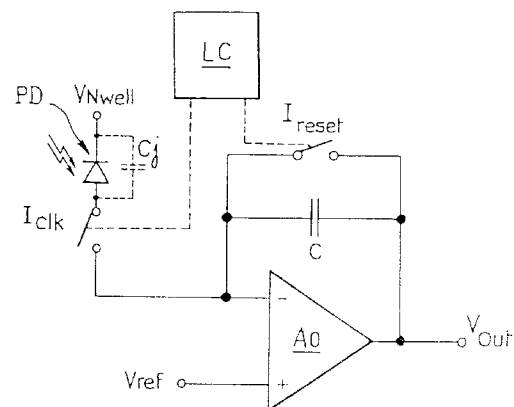 LC
PD
VNwell
Ireset
Cj
IClk
C
-
AO
VOut
Vref
+